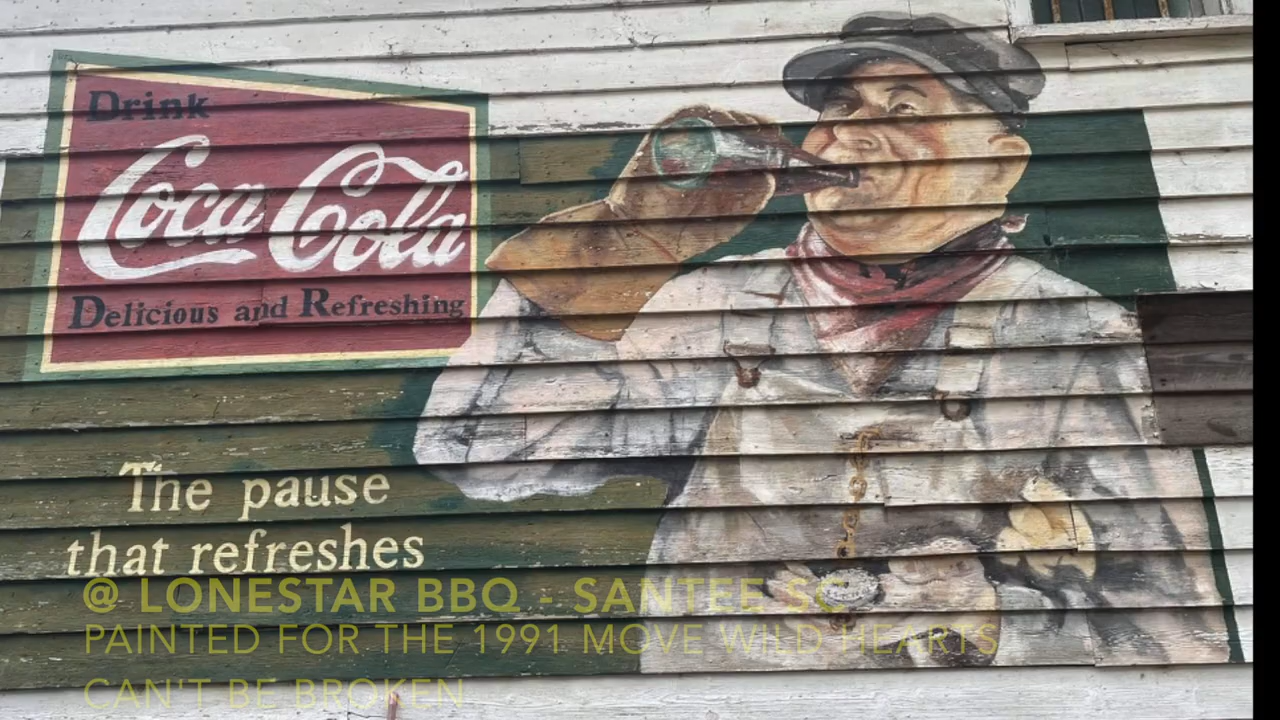 Drink
Coca Cola
Delicious and Refreshing
The pause
that refreshes
@ LONESTAR BBQ - SANTEE SC
PAINTED FOR THE 1991 MOVE WILD HEARTS
CAN'T BE BROKEN